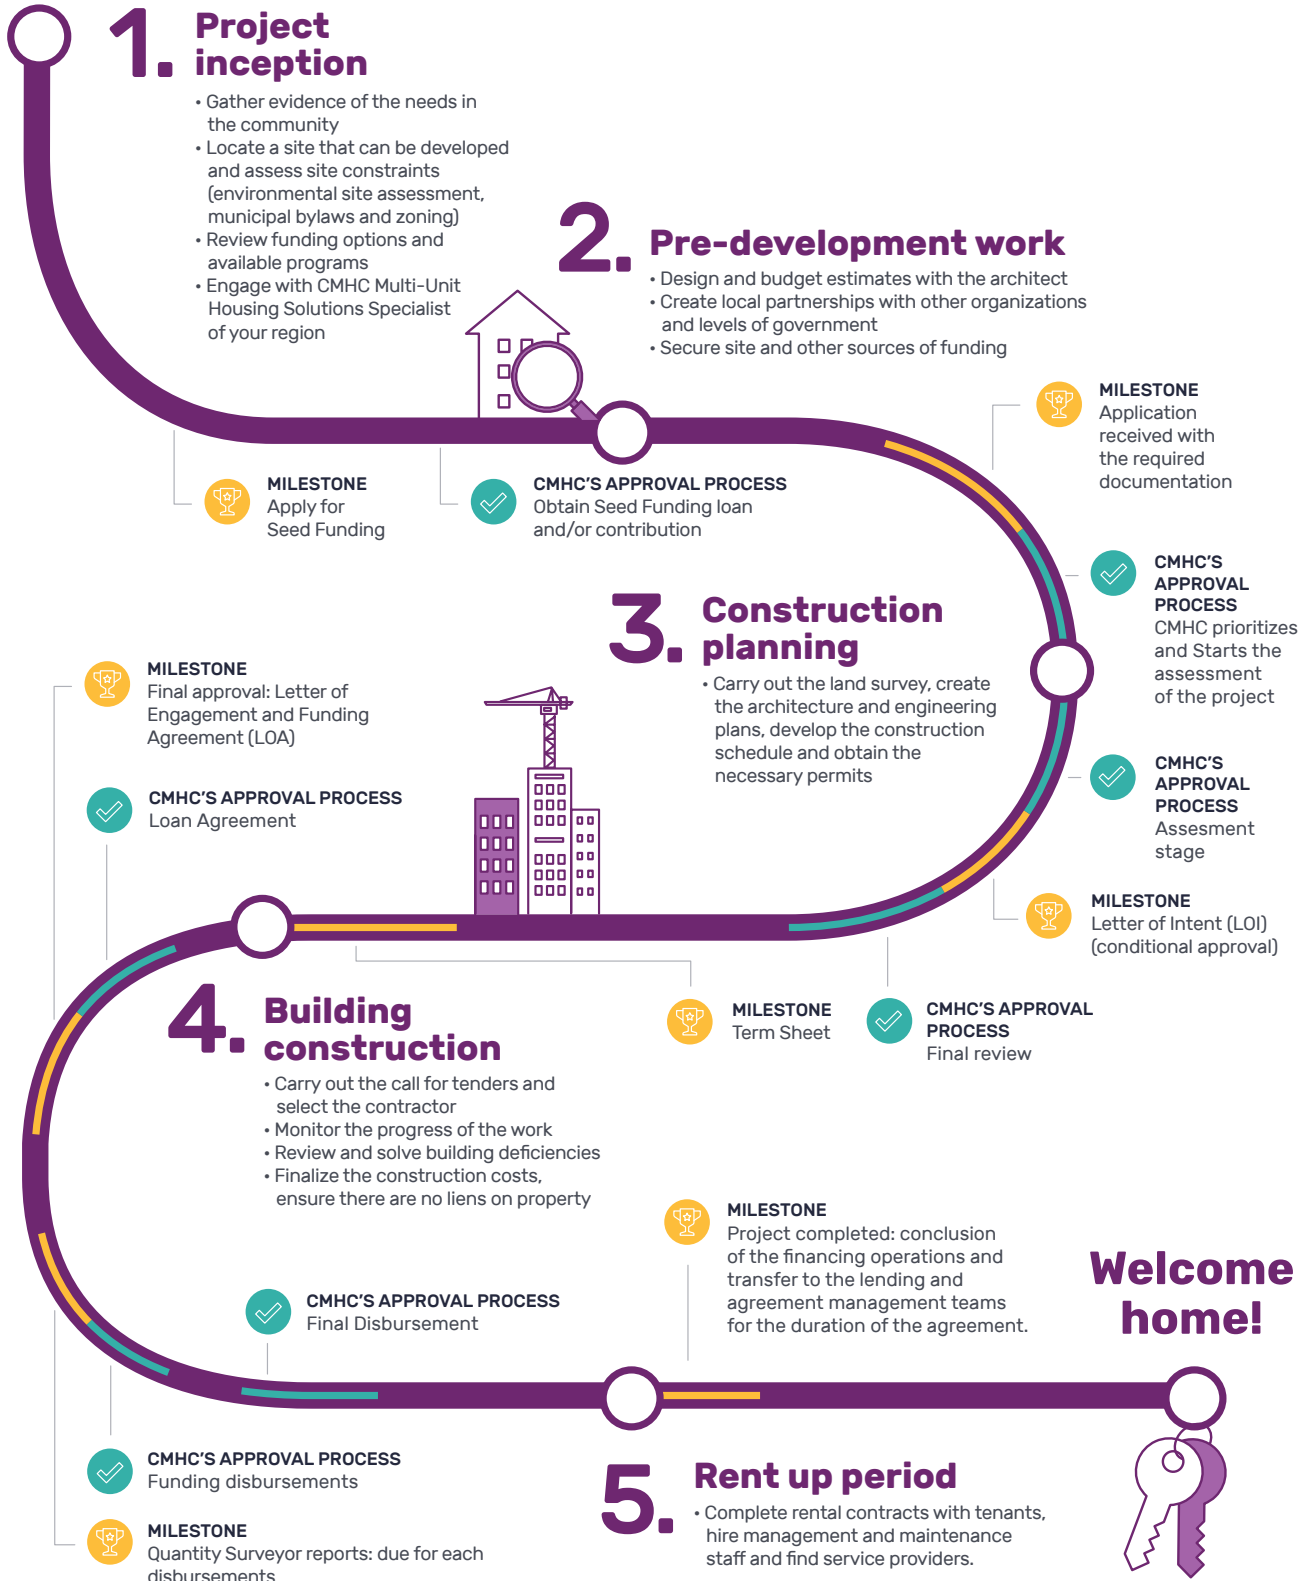 1. Project
inception
• Gather evidence of the needs in
the community
• Locate a site that can be developed
and assess site constraints
(environmental site assessment,
municipal bylaws and zoning)
• Review funding options and
available programs
• Engage with CMHC Multi-Unit
Housing Solutions Specialist
of your region
2. Pre-development work
• Design and budget estimates with the architect
• Create local partnerships with other organizations
and levels of government
• Secure site and other sources of funding
MILESTONE
Apply for
Seed Funding
CMHC'S APPROVAL PROCESS
Obtain Seed Funding loan
and/or contribution
MILESTONE
Application
received with
the required
documentation
CMHC'S
APPROVAL
PROCESS
CMHC prioritizes
and Starts the
assessment
of the project
3. Construction
planning
• Carry out the land survey, create
the architecture and engineering
plans, develop the construction
schedule and obtain the
necessary permits
CMHC'S
APPROVAL
PROCESS
Assesment
stage
MILESTONE
Letter of Intent (LOI)
(conditional approval)
CMHC'S APPROVAL
PROCESS
Final review
MILESTONE
Term Sheet
MILESTONE
Final approval: Letter of
Engagement and Funding
Agreement (LOA)
CMHC'S APPROVAL PROCESS
Loan Agreement
4. Building
construction
• Carry out the call for tenders and
select the contractor
• Monitor the progress of the work
• Review and solve building deficiencies
• Finalize the construction costs,
ensure there are no liens on property
MILESTONE
Project completed: conclusion
of the financing operations and
transfer to the lending and
agreement management teams
for the duration of the agreement.
Welcome
home!
CMHC'S APPROVAL PROCESS
Final Disbursement
CMHC'S APPROVAL PROCESS
Funding disbursements
MILESTONE
Quantity Surveyor reports: due for each
disbursements
5. Rent up period
• Complete rental contracts with tenants,
hire management and maintenance
staff and find service providers.